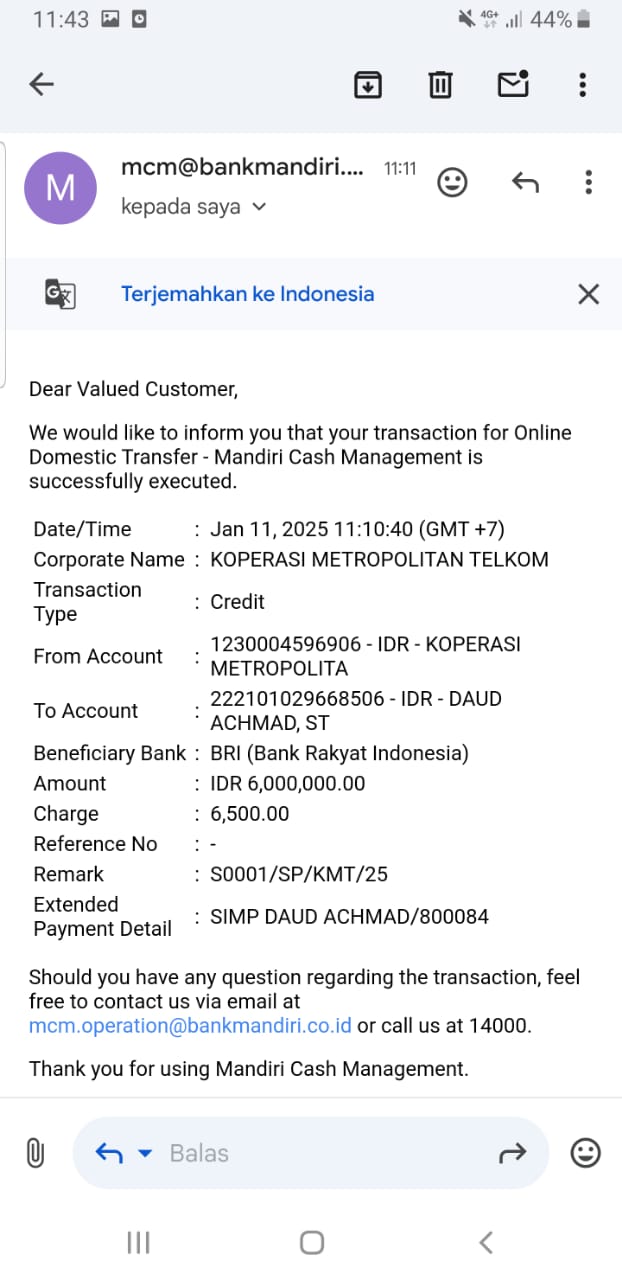 11:43
4G+
44%
M
mcm@bankmandiri....
11:11
kepada saya
Terjemahkan ke Indonesia
Dear Valued Customer,
We would like to inform you that your transaction for Online
Domestic Transfer - Mandiri Cash Management is
successfully executed.
Date/Time : Jan 11, 2025 11:10:40 (GMT +7)
Corporate Name : KOPERASI METROPOLITAN TELKOM
Transaction
Type : Credit
From Account : 1230004596906 - IDR - KOPERASI
METROPOLITA
To Account : 222101029668506 - IDR - DAUD
ACHMAD, ST
Beneficiary Bank : BRI (Bank Rakyat Indonesia)
Amount : IDR 6,000,000.00
Charge : 6,500.00
Reference No : -
Remark : S0001/SP/KMT/25
Extended
Payment Detail : SIMP DAUD ACHMAD/800084
Should you have any question regarding the transaction, feel
free to contact us via email at
mcm.operation@bankmandiri.co.id or call us at 14000.
Thank you for using Mandiri Cash Management.
Balas